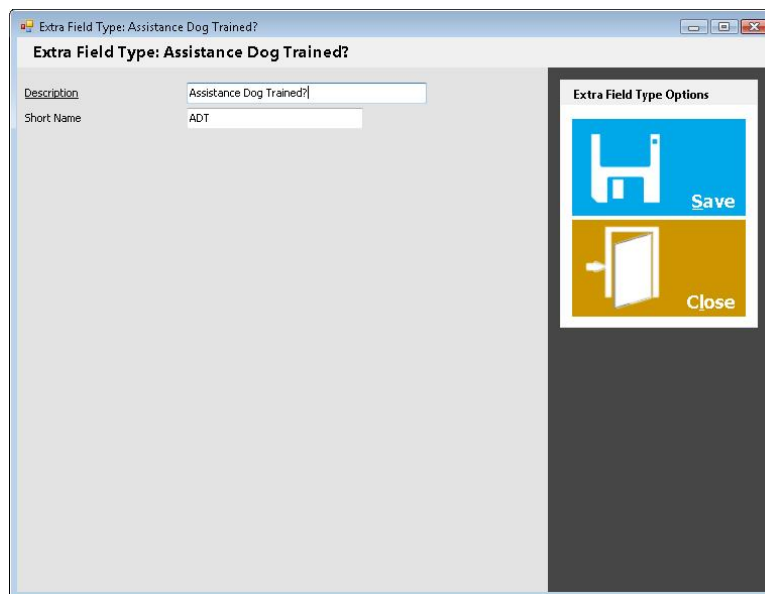 Extra Field Type: Assistance Dog Trained?
Extra Field Type: Assistance Dog Trained?
Description Assistance Dog Trained?
Short Name ADT
Extra Field Type Options
Save
Close